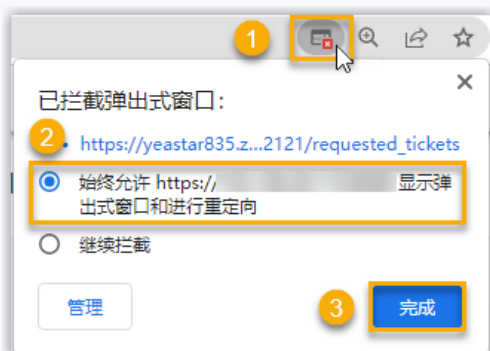 1
已拦截弹出式窗口：
2
• https://yeastar835.z...2121/requested_tickets
始终允许 https:// 显示弹
出式窗口和进行重定向
继续拦截
管理
3 完成